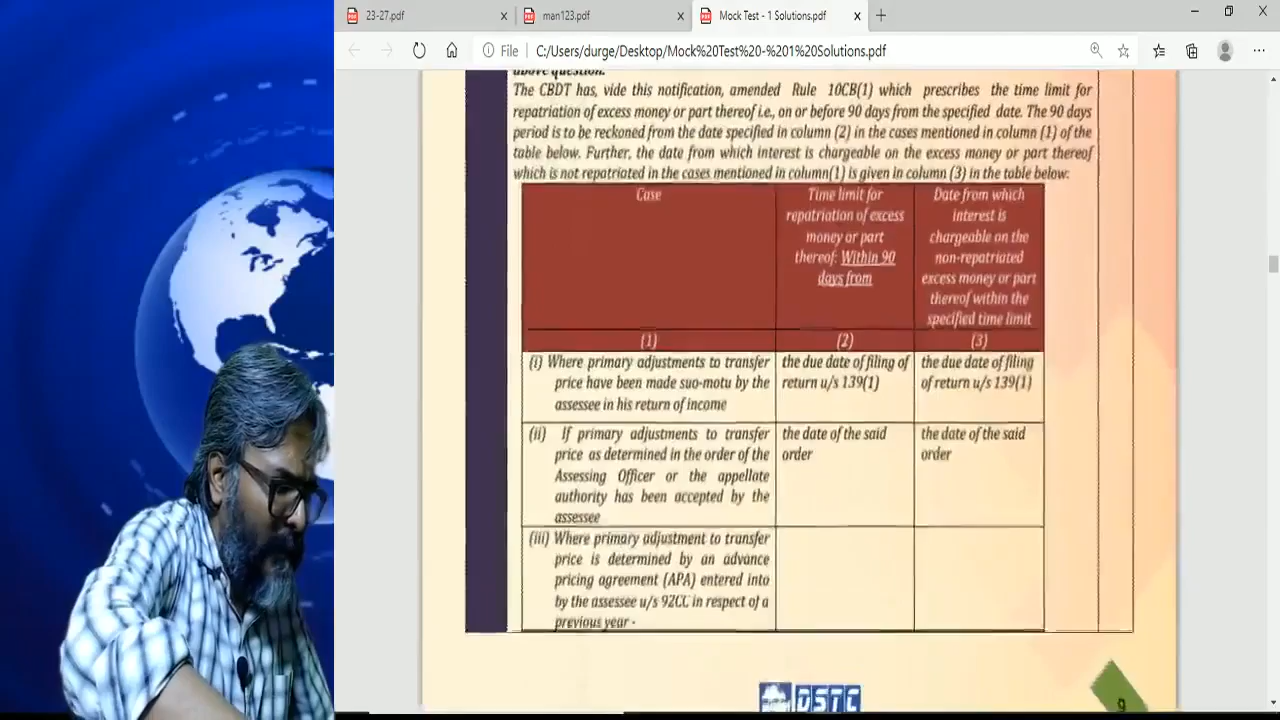 23-27.pdf
man123.pdf
Mock Test - 1 Solutions.pdf
File
C:/Users/durge/Desktop/Mock%20Test%20-%201%20Solutions.pdf
above question.
The CBDT has, vide this notification, amended Rule 10CB(1) which prescribes the time limit for
repatriation of excess money or part thereof i.e., on or before 90 days from the specified date. The 90 days
period is to be reckoned from the date specified in column (2) in the cases mentioned in column (1) of the
table below. Further, the date from which interest is chargeable on the excess money or part thereof
which is not repatriated in the cases mentioned in column(1) is given in column (3) in the table below:
Case
Time limit for
repatriation of excess
money or part
thereof: Within 90
days from
Date from which
interest is
chargeable on the
non-repatriated
excess money or part
thereof within the
specified time limit
(1)
(2)
(3)
(i) Where primary adjustments to transfer
price have been made suo-motu by the
assessee in his return of income
the due date of filing of
return u/s 139(1)
the due date of filing
of return u/s 139(1)
(ii) If primary adjustments to transfer
price as determined in the order of the
Assessing Officer or the appellate
authority has been accepted by the
assessee
the date of the said
order
the date of the said
order
(iii) Where primary adjustment to transfer
price is determined by an advance
pricing agreement (APA) entered into
by the assessee u/s 92CC in respect of a
previous year -
DSTC
9